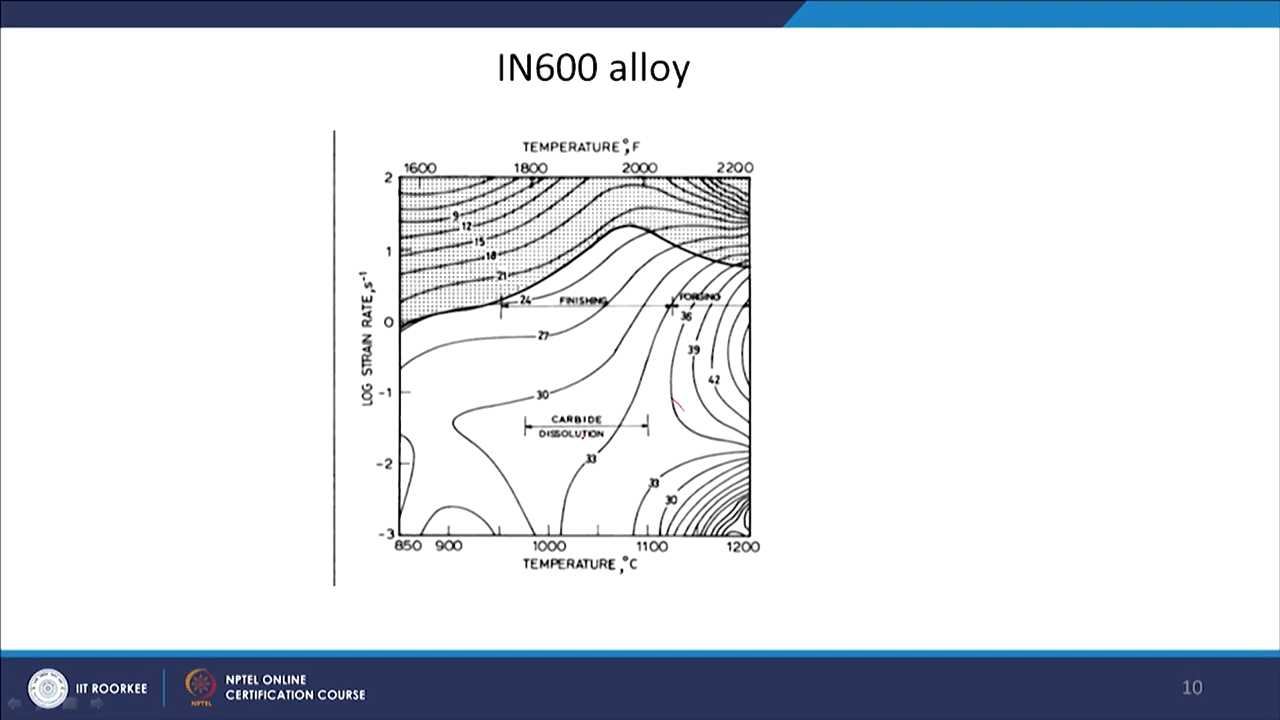 IN600 alloy
TEMPERATURE °, F
1600 1800 2000 2200
2
9
12
1
15
18
21
24 FINISHING FORGING
36
0
27
39
42
-1
30
CARBIDE
DISSOLUTION
33
-2
33
30
-3
LOG STRAIN RATE, s⁻¹
850 900 1000 1100 1200
TEMPERATURE, °C
IIT ROORKEE
NPTEL
NPTEL ONLINE
CERTIFICATION COURSE
10